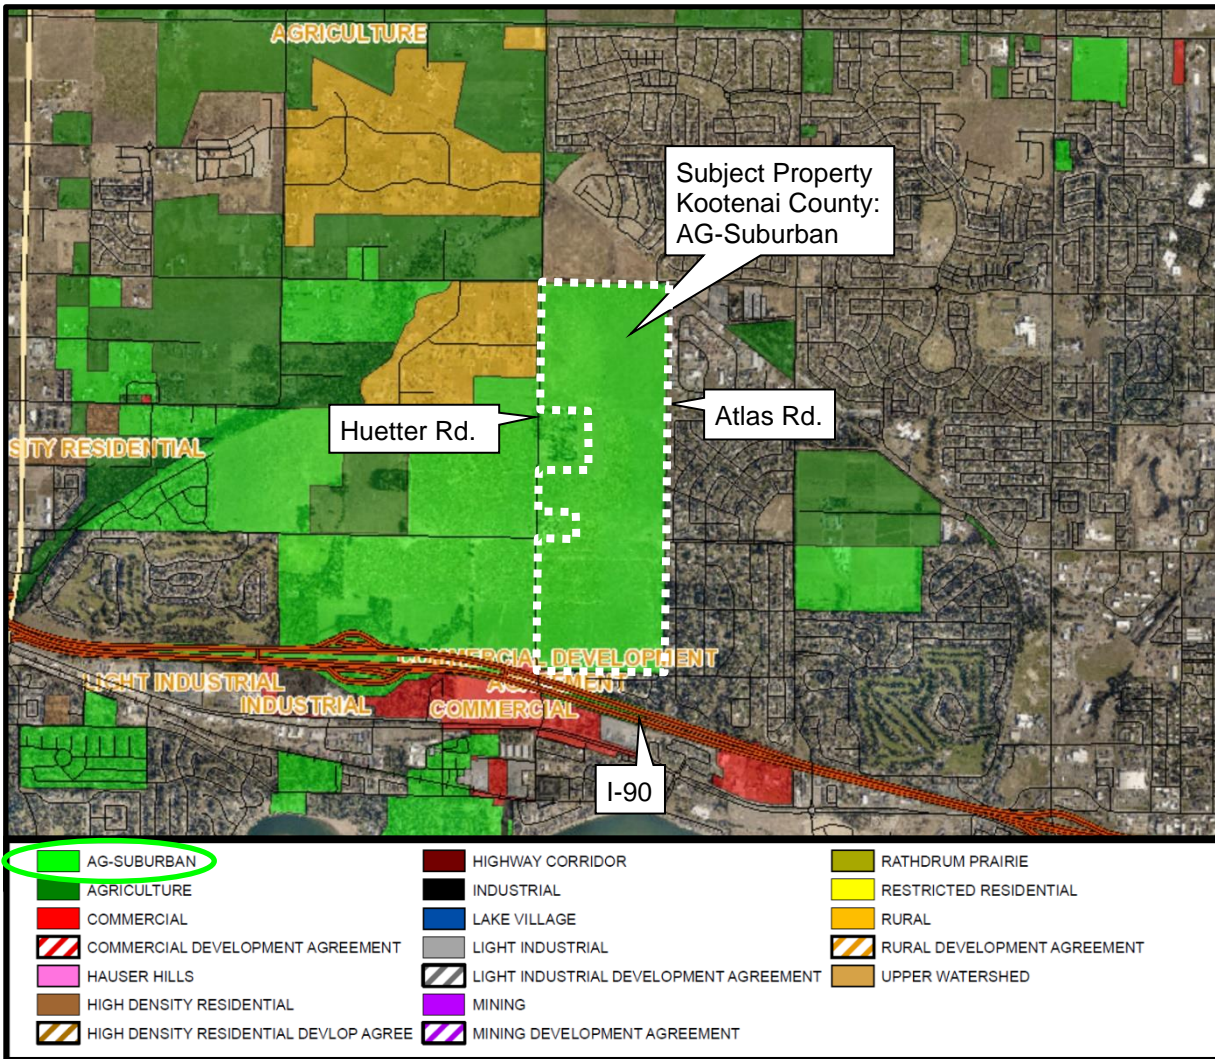 AGRICULTURE
Subject Property
Kootenai County:
AG-Suburban
Huetter Rd.
Atlas Rd.
SITY RESIDENTIAL
COMMERCIAL DEVELOPMENT
AGREEMENT
LIGHT INDUSTRIAL
INDUSTRIAL
COMMERCIAL
I-90
AG-SUBURBAN
AGRICULTURE
COMMERCIAL
COMMERCIAL DEVELOPMENT AGREEMENT
HAUSER HILLS
HIGH DENSITY RESIDENTIAL
HIGH DENSITY RESIDENTIAL DEVLOP AGREE
HIGHWAY CORRIDOR
INDUSTRIAL
LAKE VILLAGE
LIGHT INDUSTRIAL
LIGHT INDUSTRIAL DEVELOPMENT AGREEMENT
MINING
MINING DEVELOPMENT AGREEMENT
RATHDRUM PRAIRIE
RESTRICTED RESIDENTIAL
RURAL
RURAL DEVELOPMENT AGREEMENT
UPPER WATERSHED